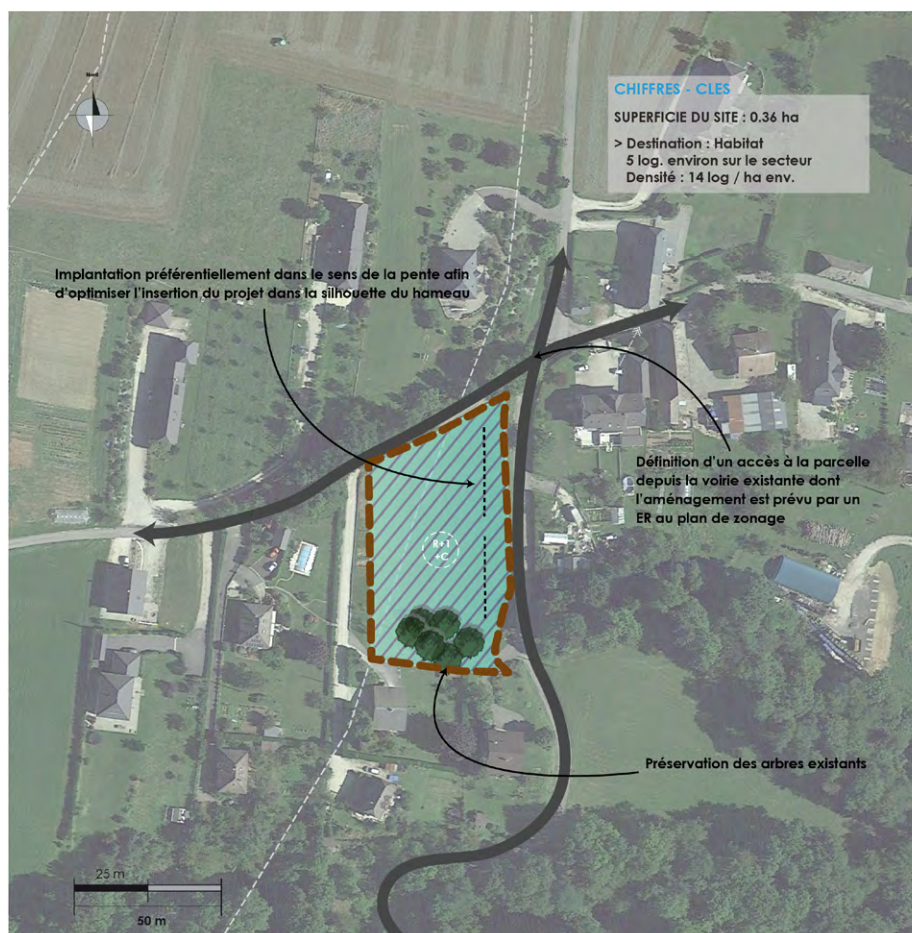 Nord
CHIFFRES - CLES
SUPERFICIE DU SITE : 0.36 ha
> Destination : Habitat
5 log. environ sur le secteur
Densité : 14 log / ha env.
Implantation préférentiellement dans le sens de la pente afin
d'optimiser l'insertion du projet dans la silhouette du hameau
Définition d'un accès à la parcelle
depuis la voirie existante dont
l'aménagement est prévu par un
ER au plan de zonage
R+1
+C
Préservation des arbres existants
25 m
50 m